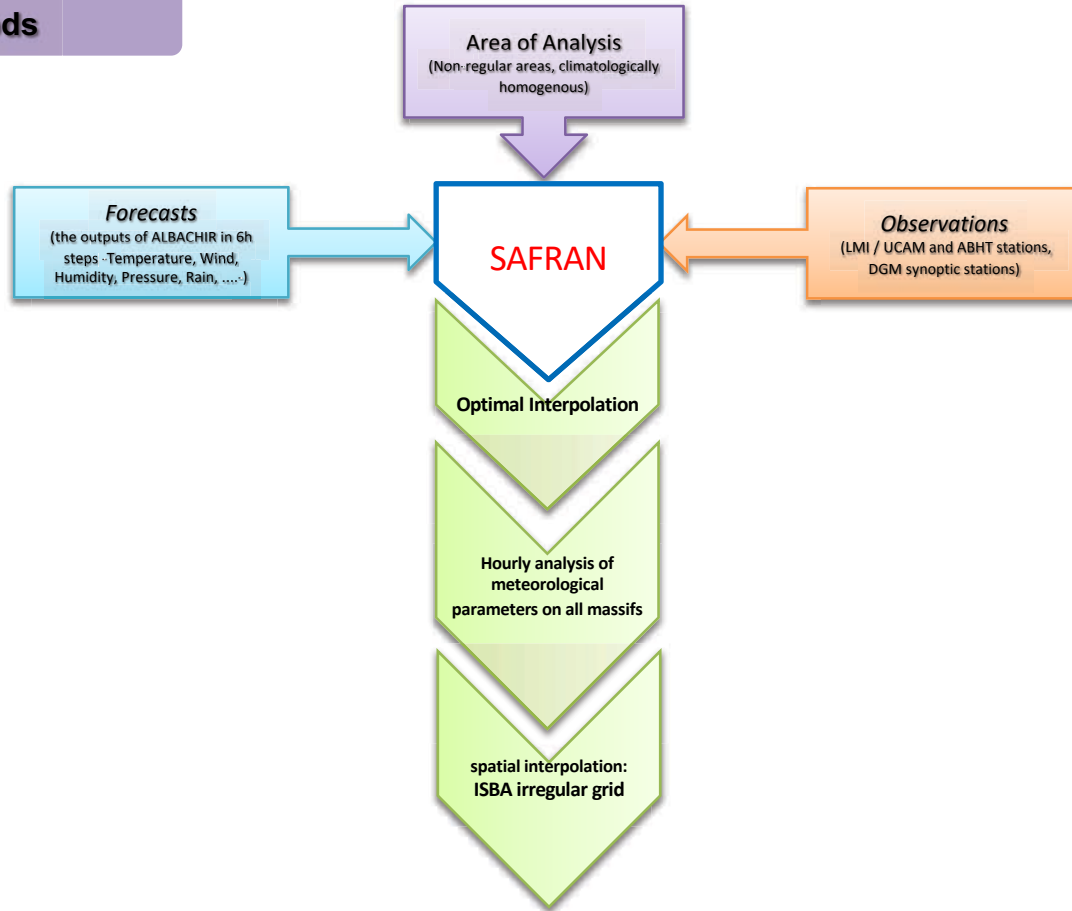 Area of Analysis
(Non-regular areas, climatologically
homogenous)
Forecasts
(the outputs of ALBACHIR in 6h
steps -Temperature, Wind,
Humidity, Pressure, Rain, ....·)
SAFRAN
Observations
(LMI / UCAM and ABHT stations,
DGM synoptic stations)
Optimal Interpolation
Hourly analysis of
meteorological
parameters on all massifs
spatial interpolation:
ISBA irregular grid